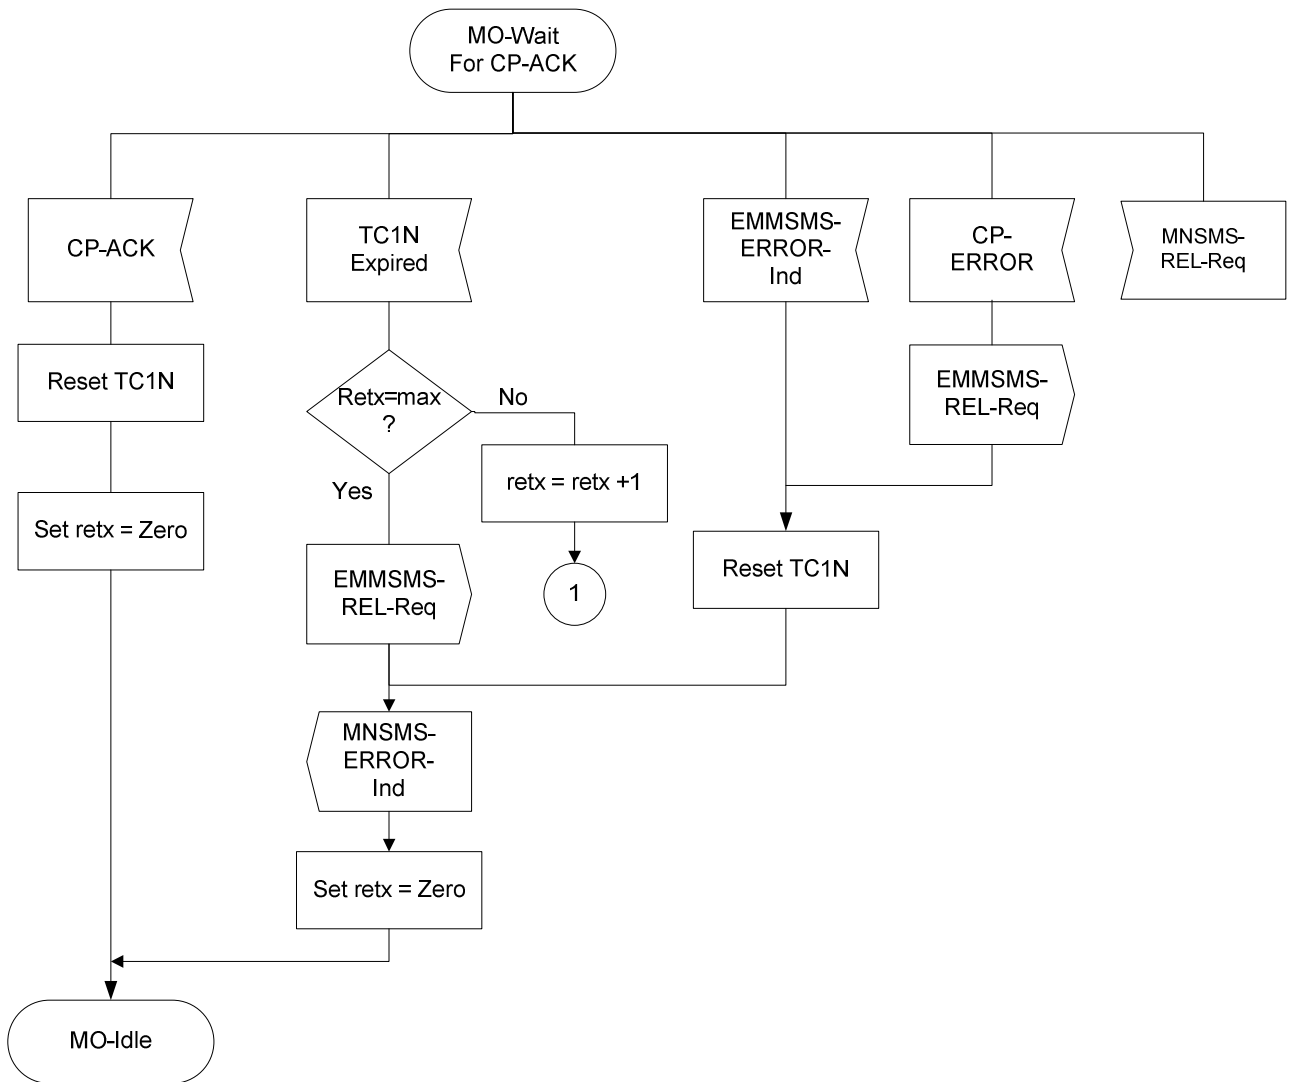 MO-Wait
For CP-ACK
CP-ACK
TC1N
Expired
EMMSMS-
ERROR-
Ind
CP-
ERROR
MNSMS-
REL-Req
Reset TC1N
Retx=max
?
No
EMMSMS-
REL-Req
retx = retx +1
Yes
Set retx = Zero
Reset TC1N
EMMSMS-
REL-Req
1
MNSMS-
ERROR-
Ind
Set retx = Zero
MO-Idle